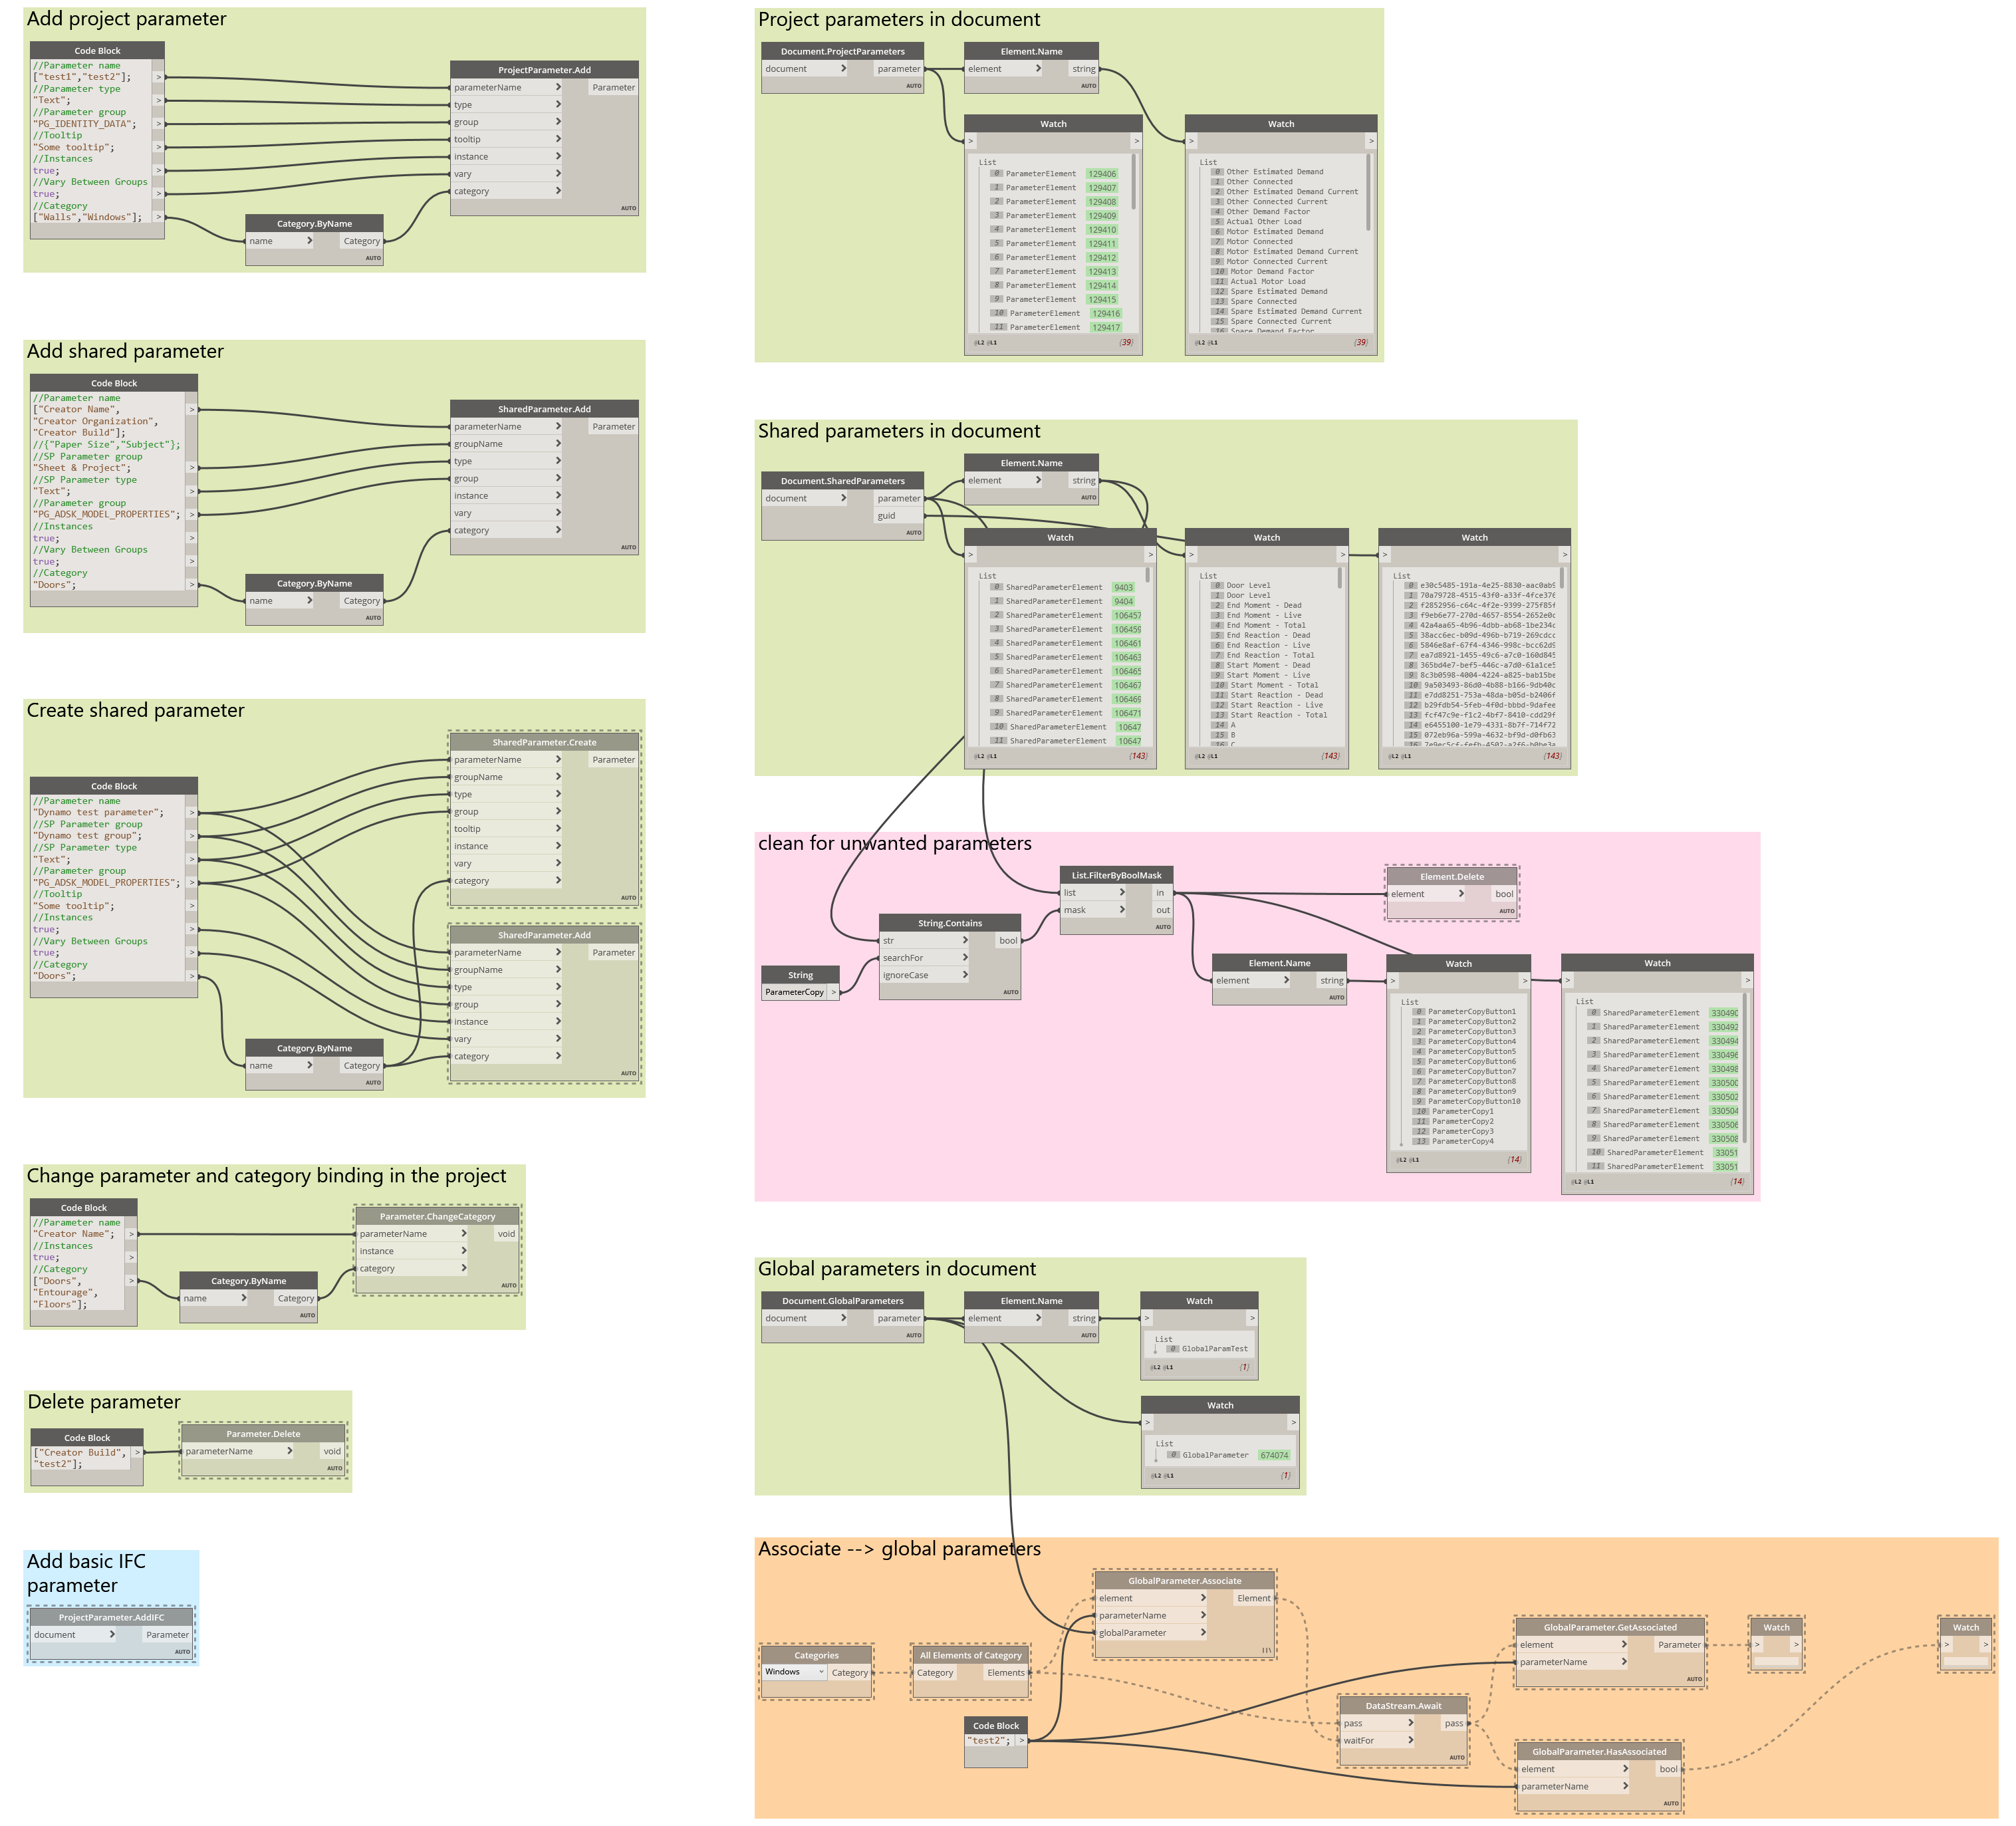 Add project parameter
Code Block
//Parameter name
["test1","test2"];
>
//Parameter type
"Text";
>
//Parameter group
"PG_IDENTITY_DATA";
>
//Tooltip
"Some tooltip";
>
//Instances
true;
>
//Vary Between Groups
true;
>
//Category
["Walls","Windows"];
>
Category.ByName
name
Category
AUTO
ProjectParameter.Add
parameterName
Parameter
type
group
tooltip
instance
vary
category
AUTO
Add shared parameter
Code Block
//Parameter name
["Creator Name",
>
"Creator Organization",
"Creator Build"];
//{"Paper Size","Subject"};
//SP Parameter group
"Sheet & Project";
>
//SP Parameter type
"Text";
>
//Parameter group
"PG_ADSK_MODEL_PROPERTIES";
>
//Instances
true;
>
//Vary Between Groups
true;
>
//Category
"Doors";
>
Category.ByName
name
Category
AUTO
SharedParameter.Add
parameterName
Parameter
groupName
type
group
instance
vary
category
AUTO
Create shared parameter
Code Block
//Parameter name
"Dynamo test parameter";
>
//SP Parameter group
"Dynamo test group";
>
//SP Parameter type
"Text";
>
//Parameter group
"PG_ADSK_MODEL_PROPERTIES";
>
//Tooltip
"Some tooltip";
>
//Instances
true;
>
//Vary Between Groups
true;
>
//Category
"Doors";
>
Category.ByName
name
Category
AUTO
SharedParameter.Create
parameterName
Parameter
groupName
type
group
tooltip
instance
vary
category
AUTO
SharedParameter.Add
parameterName
Parameter
groupName
type
group
instance
vary
category
AUTO
Change parameter and category binding in the project
Code Block
//Parameter name
"Creator Name";
>
//Instances
true;
>
//Category
["Doors",
>
"Entourage",
"Floors"];
Category.ByName
name
Category
AUTO
Parameter.ChangeCategory
parameterName
void
instance
category
AUTO
Delete parameter
Code Block
["Creator Build",
>
"test2"];
Parameter.Delete
parameterName
void
AUTO
Add basic IFC
parameter
ProjectParameter.AddIFC
document
Parameter
AUTO
Project parameters in document
Document.ProjectParameters
document
parameter
AUTO
Element.Name
element
string
AUTO
Watch
> >
List
0 ParameterElement 129406
1 ParameterElement 129407
2 ParameterElement 129408
3 ParameterElement 129409
4 ParameterElement 129410
5 ParameterElement 129411
6 ParameterElement 129412
7 ParameterElement 129413
8 ParameterElement 129414
9 ParameterElement 129415
10 ParameterElement 129416
11 ParameterElement 129417
@L2 @L1 {39}
Watch
> >
List
0 Other Estimated Demand
1 Other Connected
2 Other Estimated Demand Current
3 Other Connected Current
4 Other Demand Factor
5 Actual Other Load
6 Motor Estimated Demand
7 Motor Connected
8 Motor Estimated Demand Current
9 Motor Connected Current
10 Motor Demand Factor
11 Actual Motor Load
12 Spare Estimated Demand
13 Spare Connected
14 Spare Estimated Demand Current
15 Spare Connected Current
16 Spare Demand Factor
@L2 @L1 {39}
Shared parameters in document
Document.SharedParameters
document
parameter
guid
AUTO
Element.Name
element
string
AUTO
Watch
> >
List
0 SharedParameterElement 9403
1 SharedParameterElement 9404
2 SharedParameterElement 106457
3 SharedParameterElement 106459
4 SharedParameterElement 106461
5 SharedParameterElement 106463
6 SharedParameterElement 106465
7 SharedParameterElement 106467
8 SharedParameterElement 106469
9 SharedParameterElement 106471
10 SharedParameterElement 10647
11 SharedParameterElement 10647
@L2 @L1 {143}
Watch
> >
List
0 Door Level
1 Door Level
2 End Moment - Dead
3 End Moment - Live
4 End Moment - Total
5 End Reaction - Dead
6 End Reaction - Live
7 End Reaction - Total
8 Start Moment - Dead
9 Start Moment - Live
10 Start Moment - Total
11 Start Reaction - Dead
12 Start Reaction - Live
13 Start Reaction - Total
14 A
15 B
16 C
@L2 @L1 {143}
Watch
> >
List
0 e30c5485-191a-4e25-8830-aac0ab9
1 70a79728-4515-43f0-a33f-4fce376
2 f2852956-c64c-4f2e-9399-275f85f
3 f9eb6e77-270d-4657-8554-2652e0c
4 42a4aa65-4b96-4dbb-ab68-1be234c
5 38acc6ec-b09d-496b-b719-269cdcc
6 5846e8af-67f4-4346-998c-bcc62d9
7 ea7d8921-1455-49c6-a7c0-160d845
8 365bd4e7-bef5-446c-a7d0-61a1ce5
9 8c3b0598-4004-4224-a825-bab15be
10 9a503493-86d0-4b88-b166-9db40c
11 e7dd8251-753a-48da-b05d-b2406f
12 b29fdb54-5feb-4f0d-bbbd-9dafee
13 fcf47c9e-f1c2-4bf7-8410-cdd29f
14 e6455100-1e79-4331-8b7f-714f72
15 072eb96a-599a-4632-bf9d-d0fb63
@L2 @L1 {143}
clean for unwanted parameters
String
ParameterCopy >
String.Contains
str
bool
searchFor
ignoreCase
AUTO
List.FilterByBoolMask
list
in
mask
out
AUTO
Element.Delete
element
bool
AUTO
Element.Name
element
string
AUTO
Watch
> >
List
0 ParameterCopyButton1
1 ParameterCopyButton2
2 ParameterCopyButton3
3 ParameterCopyButton4
4 ParameterCopyButton5
5 ParameterCopyButton6
6 ParameterCopyButton7
7 ParameterCopyButton8
8 ParameterCopyButton9
9 ParameterCopyButton10
10 ParameterCopy1
11 ParameterCopy2
12 ParameterCopy3
13 ParameterCopy4
@L2 @L1 {14}
Watch
> >
List
0 SharedParameterElement 330490
1 SharedParameterElement 330492
2 SharedParameterElement 330494
3 SharedParameterElement 330496
4 SharedParameterElement 330498
5 SharedParameterElement 330500
6 SharedParameterElement 330502
7 SharedParameterElement 330504
8 SharedParameterElement 330506
9 SharedParameterElement 330508
10 SharedParameterElement 33051
11 SharedParameterElement 33051
@L2 @L1 {14}
Global parameters in document
Document.GlobalParameters
document
parameter
AUTO
Element.Name
element
string
AUTO
Watch
> >
List
0 GlobalParamTest
@L2 @L1 {1}
Watch
> >
List
0 GlobalParameter 674074
@L2 @L1 {1}
Associate --> global parameters
Categories
Windows
Category
All Elements of Category
Category
Elements
Code Block
"test2";
>
GlobalParameter.Associate
element
Element
parameterName
globalParameter
DataStream.Await
pass
pass
waitFor
AUTO
GlobalParameter.GetAssociated
element
Parameter
parameterName
AUTO
GlobalParameter.HasAssociated
element
bool
parameterName
AUTO
Watch
> >
Watch
> >